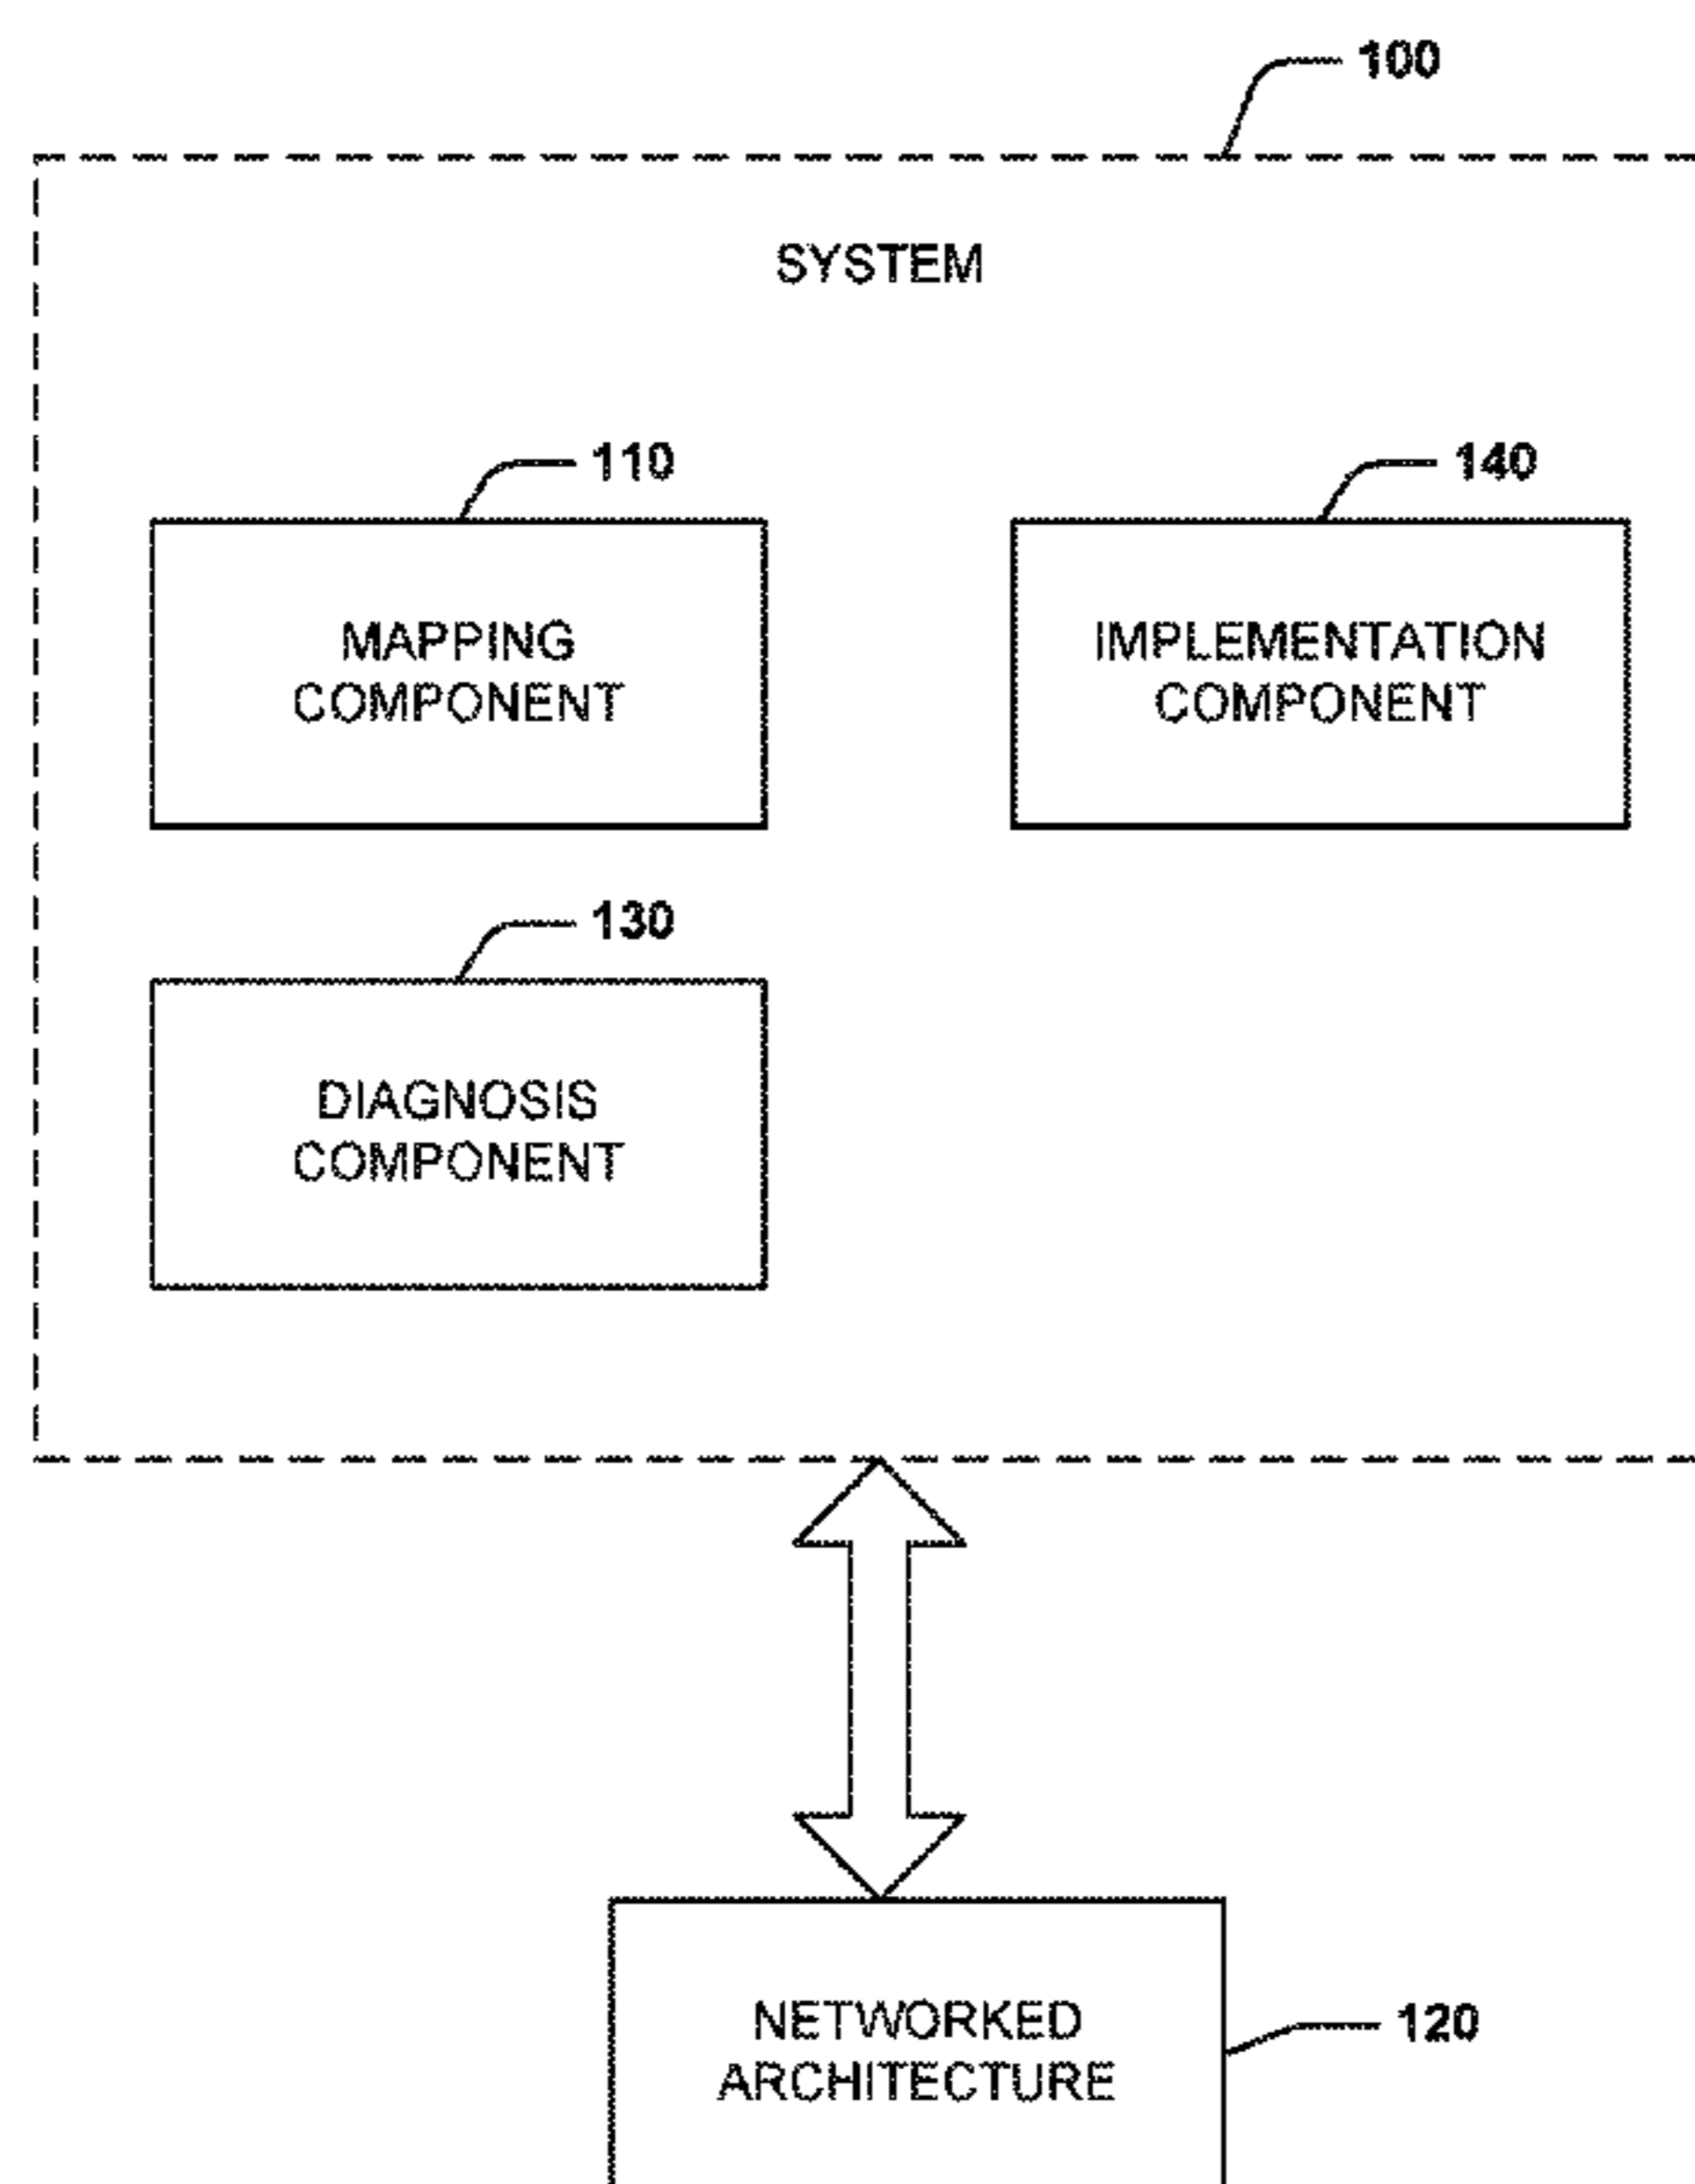 100
SYSTEM
110
140
MAPPING
COMPONENT
IMPLEMENTATION
COMPONENT
130
DIAGNOSIS
COMPONENT
NETWORKED
ARCHITECTURE
120